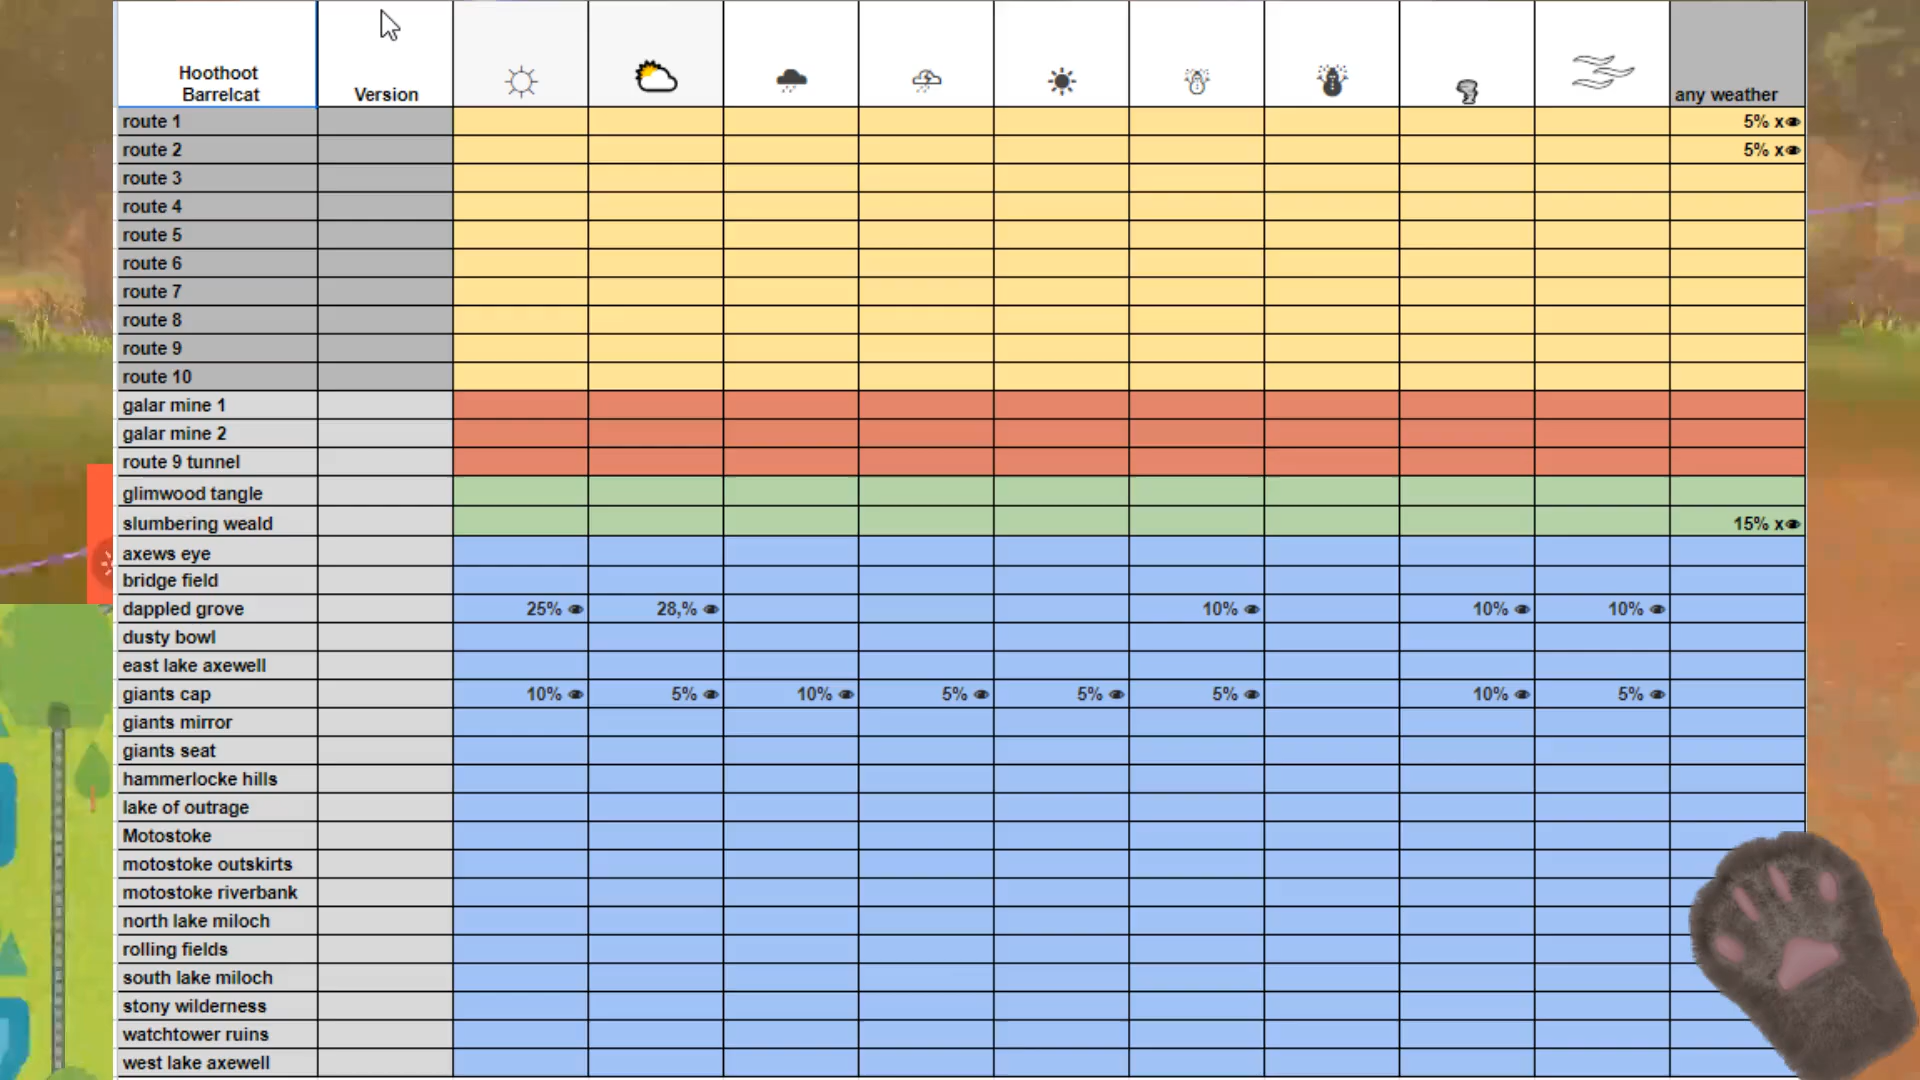 Hoothoot
Barrelcat
Version
any weather
route 1 5% x
route 2 5% x
route 3
route 4
route 5
route 6
route 7
route 8
route 9
route 10
galar mine 1
galar mine 2
route 9 tunnel
glimwood tangle
slumbering weald 15% x
axews eye
bridge field
dappled grove 25% 28,% 10% 10% 10%
dusty bowl
east lake axewell
giants cap 10% 5% 10% 5% 5% 5% 10% 5%
giants mirror
giants seat
hammerlocke hills
lake of outrage
Motostoke
motostoke outskirts
motostoke riverbank
north lake miloch
rolling fields
south lake miloch
stony wilderness
watchtower ruins
west lake axewell